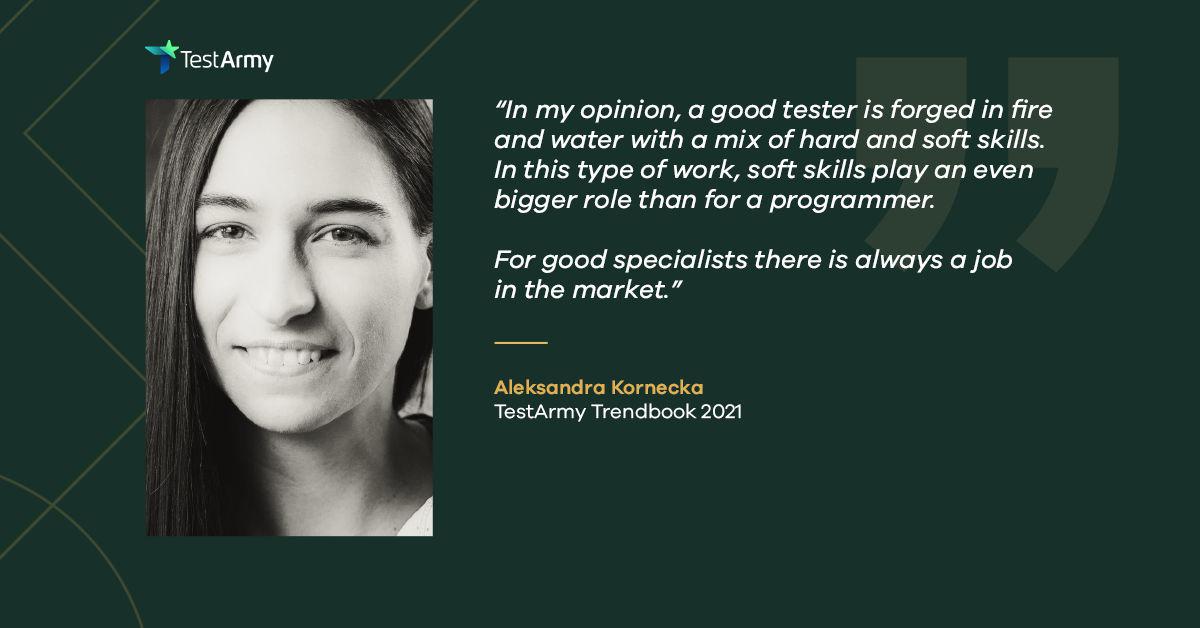 TestArmy
“In my opinion, a good tester is forged in fire
and water with a mix of hard and soft skills.
In this type of work, soft skills play an even
bigger role than for a programmer.
For good specialists there is always a job
in the market.”
Aleksandra Kornecka
TestArmy Trendbook 2021